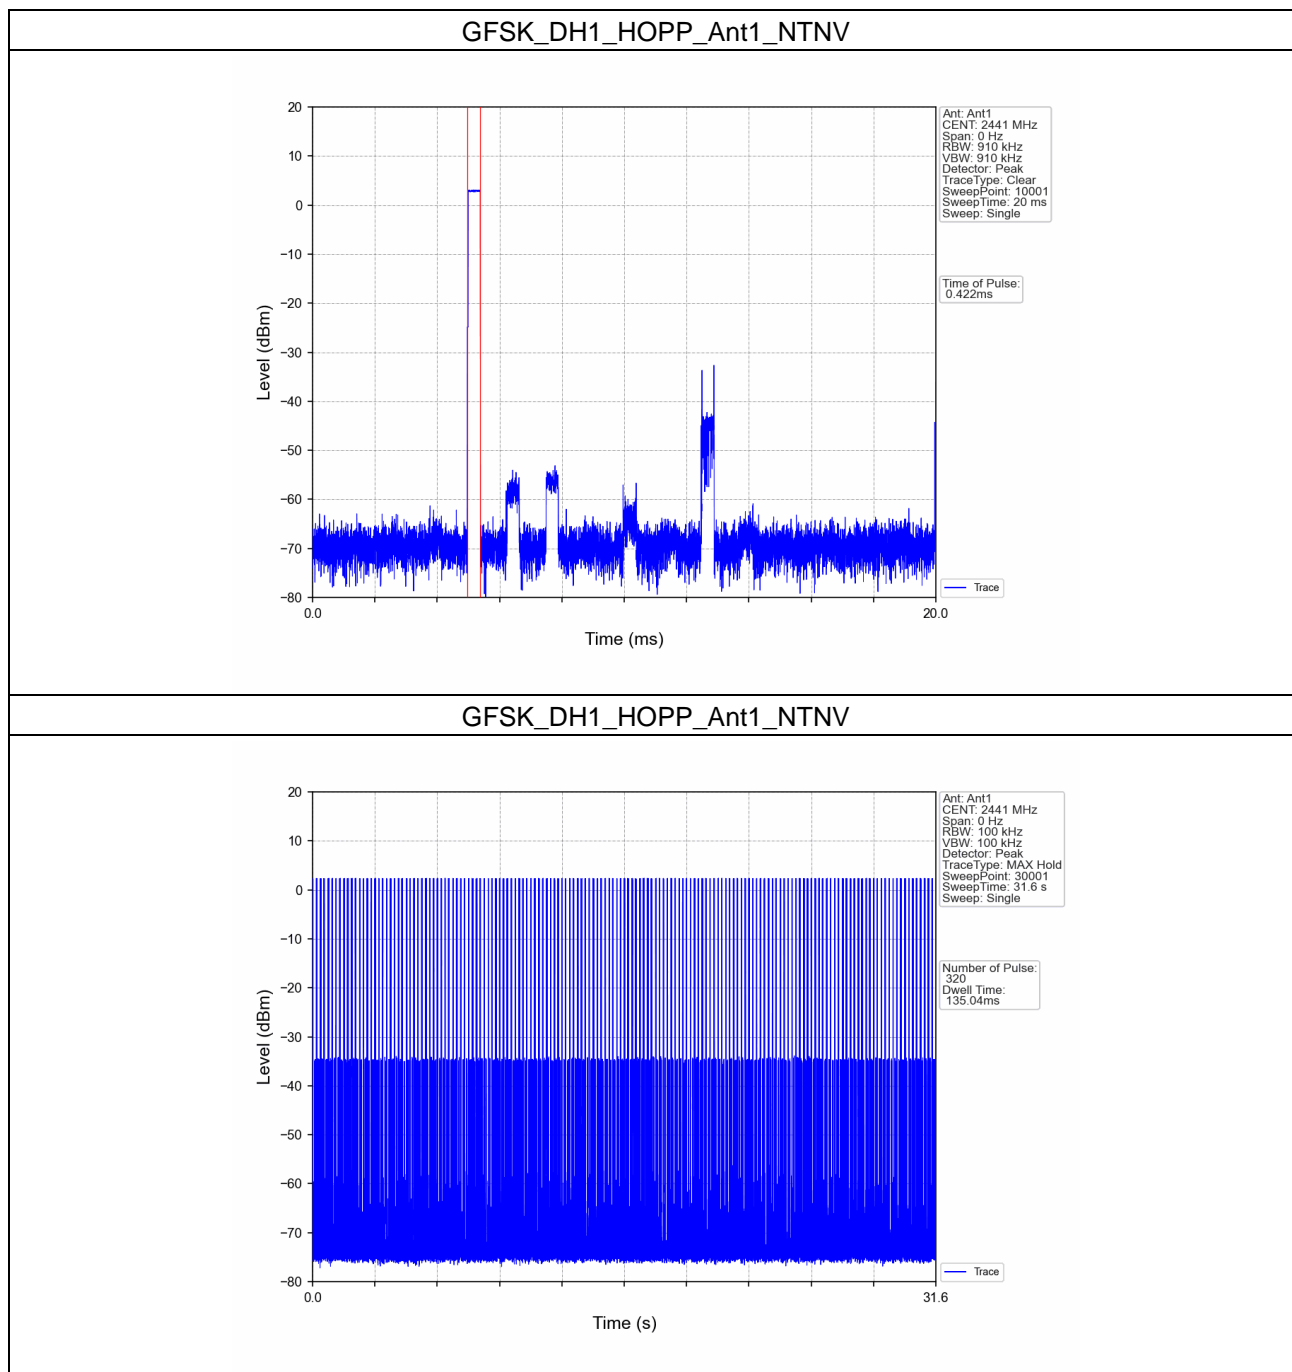 GFSK_DH1_HOPP_Ant1_NTNV
20
10
0
−10
−20
−30
−40
−50
−60
−70
−80
Level (dBm)
0.0
20.0
Time (ms)
Ant: Ant1
CENT: 2441 MHz
Span: 0 Hz
RBW: 910 kHz
VBW: 910 kHz
Detector: Peak
TraceType: Clear
SweepPoint: 10001
SweepTime: 20 ms
Sweep: Single
Time of Pulse:
0.422ms
Trace
GFSK_DH1_HOPP_Ant1_NTNV
20
10
0
−10
−20
−30
−40
−50
−60
−70
−80
Level (dBm)
0.0
31.6
Time (s)
Ant: Ant1
CENT: 2441 MHz
Span: 0 Hz
RBW: 100 kHz
VBW: 100 kHz
Detector: Peak
TraceType: MAX Hold
SweepPoint: 30001
SweepTime: 31.6 s
Sweep: Single
Number of Pulse:
320
Dwell Time:
135.04ms
Trace